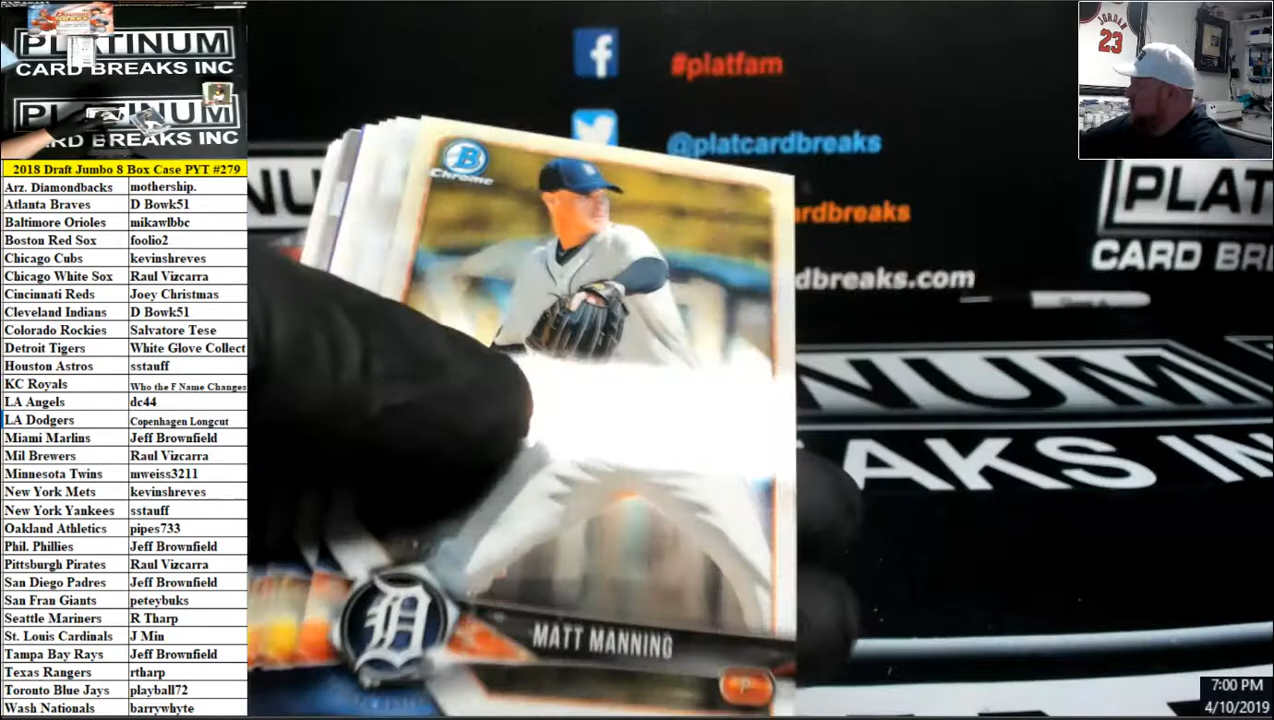 PLATINUM
CARD BREAKS INC
PLATINUM
CARD BREAKS INC
2018 Draft Jumbo 8 Box Case PYT #279
Arz. Diamondbacks mothership.
Atlanta Braves D Bowk51
Baltimore Orioles mikawlbbc
Boston Red Sox foolio2
Chicago Cubs kevinshreves
Chicago White Sox Raul Vizcarra
Cincinnati Reds Joey Christmas
Cleveland Indians D Bowk51
Colorado Rockies Salvatore Tese
Detroit Tigers White Glove Collect
Houston Astros sstauff
KC Royals Who the F Name Changes
LA Angels dc44
LA Dodgers Copenhagen Longcut
Miami Marlins Jeff Brownfield
Mil Brewers Raul Vizcarra
Minnesota Twins mweiss3211
New York Mets kevinshreves
New York Yankees sstauff
Oakland Athletics pipes733
Phil. Phillies Jeff Brownfield
Pittsburgh Pirates Raul Vizcarra
San Diego Padres Jeff Brownfield
San Fran Giants peteybuks
Seattle Mariners R Tharp
St. Louis Cardinals J Min
Tampa Bay Rays Jeff Brownfield
Texas Rangers rtharp
Toronto Blue Jays playball72
Wash Nationals barrywhyte
#platfam
@platcardbreaks
ardbreaks
dbreaks.com
B
Chrome
D
MATT MANNING
P
NU
PLAT
CARD BRE
NUM
AKS IN
JORDAN
23
7:00 PM
4/10/2019